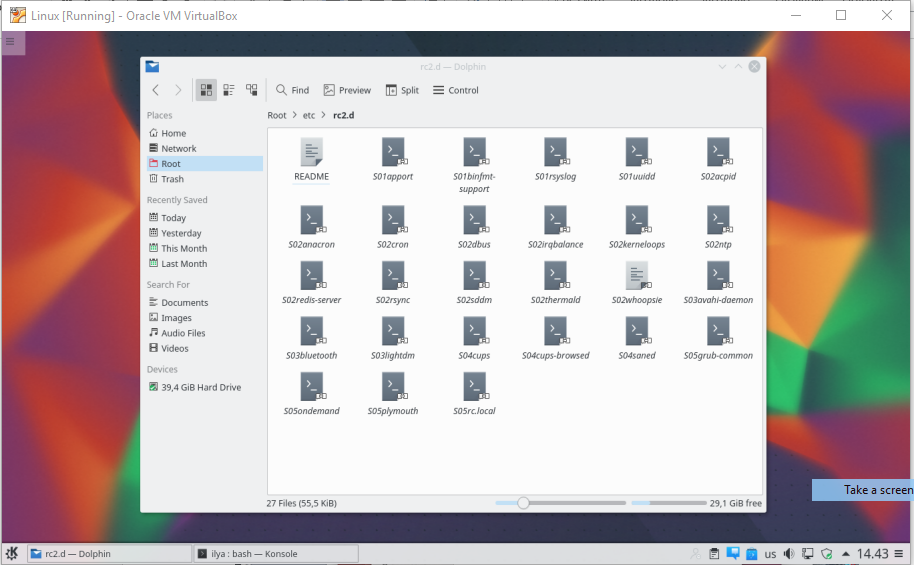 Linux [Running] - Oracle VM VirtualBox
rc2.d — Dolphin
Find Preview Split Control
Places
Root > etc > rc2.d
Home
Network
Root
Trash
Recently Saved
Today
Yesterday
This Month
Last Month
Search For
Documents
Images
Audio Files
Videos
Devices
39,4 GiB Hard Drive
README S01apport S01binfmt-support S01rsyslog S01uuidd S02acpid
S02anacron S02cron S02dbus S02irqbalance S02kerneloops S02ntp
S02redis-server S02rsync S02sddm S02thermald S02whoopsie S03avahi-daemon
S03bluetooth S03lightdm S04cups S04cups-browsed S04saned S05grub-common
S05ondemand S05plymouth S05rc.local
27 Files (55,5 KiB) 29,1 GiB free
Take a screen
rc2.d — Dolphin ilya : bash — Konsole us 14.43